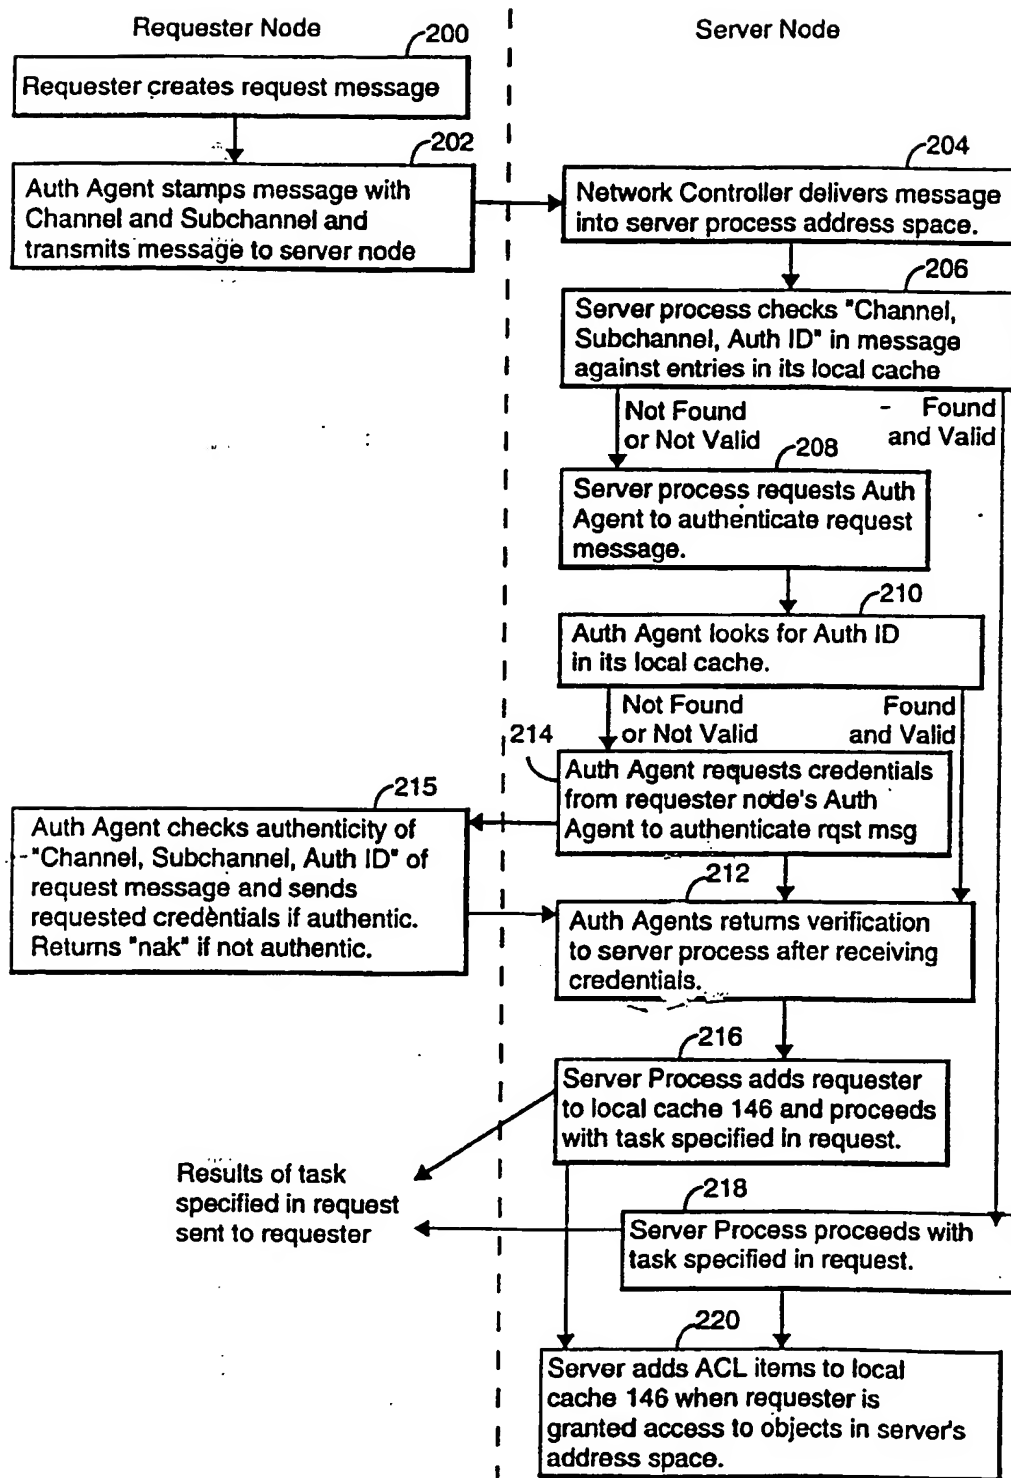 Requester Node
Server Node
200
Requester creates request message
202
Auth Agent stamps message with
Channel and Subchannel and
transmits message to server node
204
Network Controller delivers message
into server process address space.
206
Server process checks "Channel,
Subchannel, Auth ID" in message
against entries in its local cache
Not Found
or Not Valid
Found
and Valid
208
Server process requests Auth
Agent to authenticate request
message.
210
Auth Agent looks for Auth ID
in its local cache.
Not Found
or Not Valid
Found
and Valid
214
Auth Agent requests credentials
from requester node's Auth
Agent to authenticate rqst msg
215
Auth Agent checks authenticity of
"Channel, Subchannel, Auth ID" of
request message and sends
requested credentials if authentic.
Returns "nak" if not authentic.
212
Auth Agents returns verification
to server process after receiving
credentials.
216
Server Process adds requester
to local cache 146 and proceeds
with task specified in request.
Results of task
specified in request
sent to requester
218
Server Process proceeds with
task specified in request.
220
Server adds ACL items to local
cache 146 when requester is
granted access to objects in server's
address space.